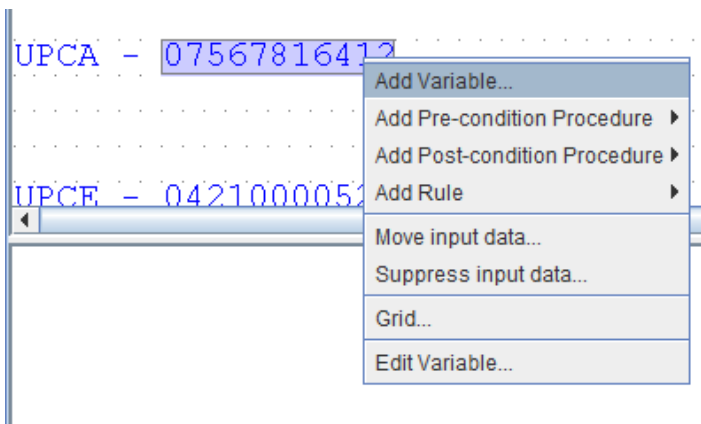 UPCA - 07567816412
Add Variable...
Add Pre-condition Procedure
Add Post-condition Procedure
Add Rule
UPCE - 0421000052
Move input data...
Suppress input data...
Grid...
Edit Variable...